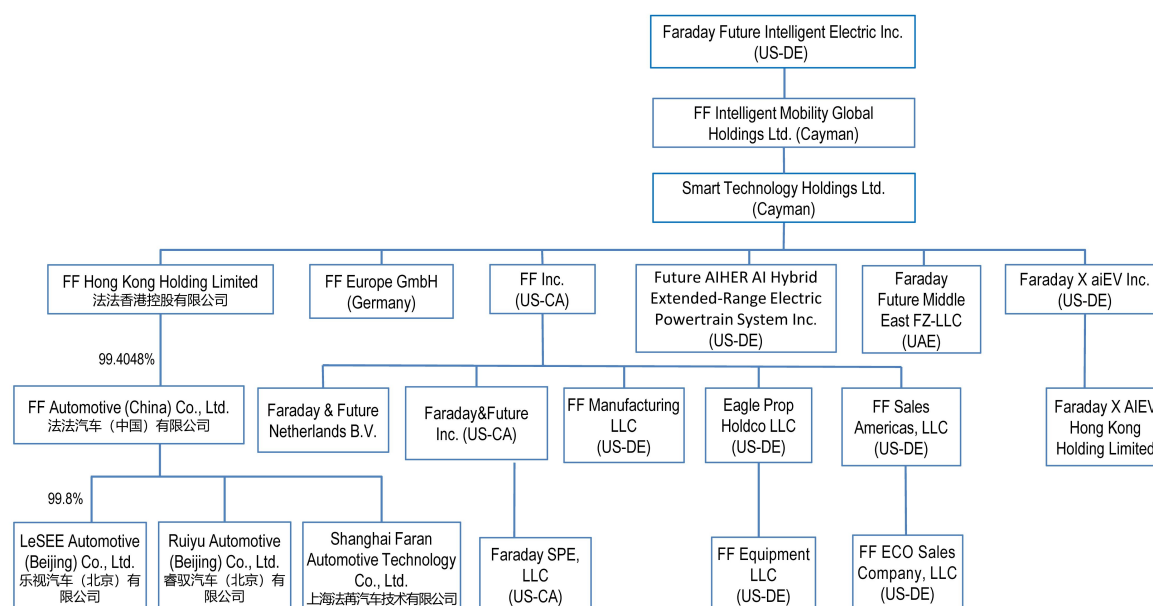 Faraday Future Intelligent Electric Inc.
(US-DE)
FF Intelligent Mobility Global
Holdings Ltd. (Cayman)
Smart Technology Holdings Ltd.
(Cayman)
FF Hong Kong Holding Limited
法法香港控股有限公司
FF Europe GmbH
(Germany)
FF Inc.
(US-CA)
Future AIHER AI Hybrid
Extended-Range Electric
Powertrain System Inc.
(US-DE)
Faraday
Future Middle
East FZ-LLC
(UAE)
Faraday X aiEV Inc.
(US-DE)
99.4048%
FF Automotive (China) Co., Ltd.
法法汽车（中国）有限公司
Faraday & Future
Netherlands B.V.
Faraday&Future
Inc. (US-CA)
FF Manufacturing
LLC
(US-DE)
Eagle Prop
Holdco LLC
(US-DE)
FF Sales
Americas, LLC
(US-DE)
Faraday X AIEV
Hong Kong
Holding Limited
99.8%
LeSEE Automotive
(Beijing) Co., Ltd.
乐视汽车（北京）有
限公司
Ruiyu Automotive
(Beijing) Co., Ltd.
睿驭汽车（北京）有
限公司
Shanghai Faran
Automotive Technology
Co., Ltd.
上海法苒汽车技术有限公司
Faraday SPE,
LLC
(US-CA)
FF Equipment
LLC
(US-DE)
FF ECO Sales
Company, LLC
(US-DE)